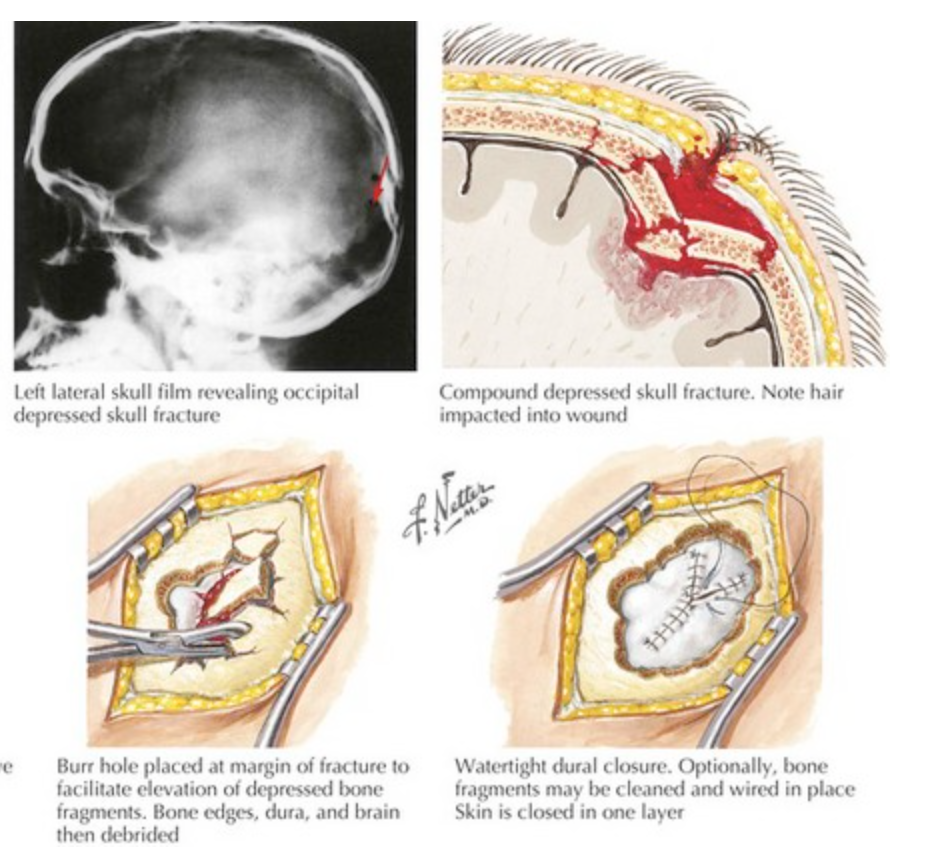 Left lateral skull film revealing occipital
depressed skull fracture
Compound depressed skull fracture. Note hair
impacted into wound
F. Netter
M.D.
ve
Burr hole placed at margin of fracture to
facilitate elevation of depressed bone
fragments. Bone edges, dura, and brain
then debrided
Watertight dural closure. Optionally, bone
fragments may be cleaned and wired in place
Skin is closed in one layer